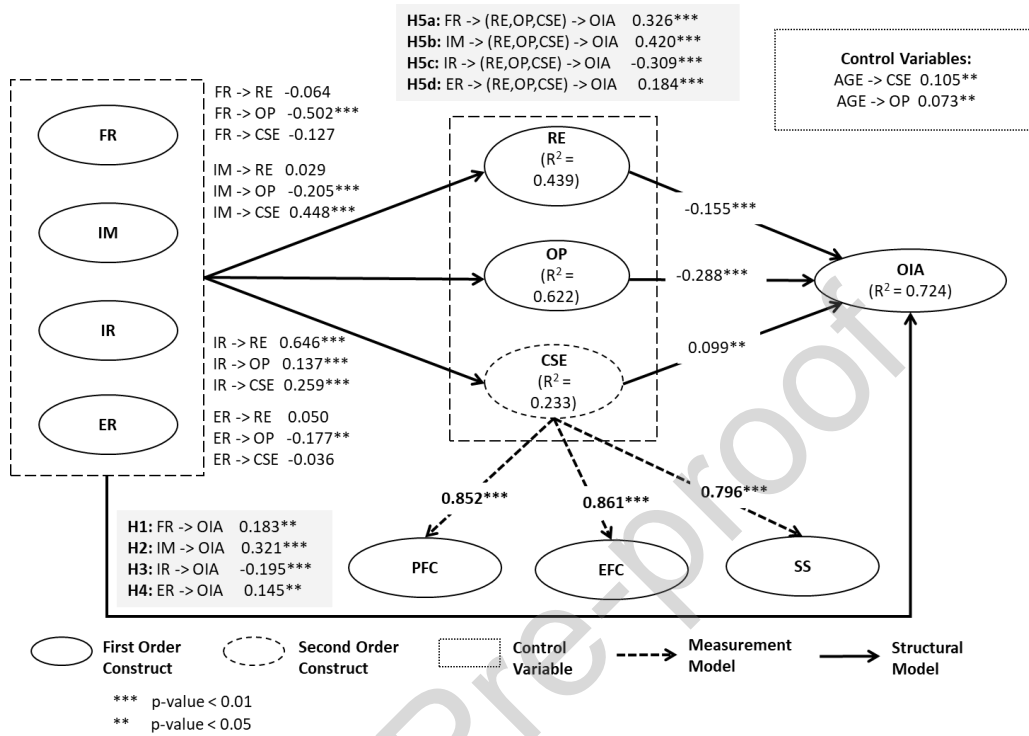 H5a: FR -> (RE,OP,CSE) -> OIA 0.326***
H5b: IM -> (RE,OP,CSE) -> OIA 0.420***
H5c: IR -> (RE,OP,CSE) -> OIA -0.309***
H5d: ER -> (RE,OP,CSE) -> OIA 0.184***
Control Variables:
AGE -> CSE 0.105**
AGE -> OP 0.073**
FR
IM
IR
ER
FR -> RE -0.064
FR -> OP -0.502***
FR -> CSE -0.127
IM -> RE 0.029
IM -> OP -0.205***
IM -> CSE 0.448***
IR -> RE 0.646***
IR -> OP 0.137***
IR -> CSE 0.259***
ER -> RE 0.050
ER -> OP -0.177**
ER -> CSE -0.036
RE
(R² =
0.439)
OP
(R² =
0.622)
CSE
(R² =
0.233)
-0.155***
-0.288***
0.099**
OIA
(R² = 0.724)
0.852***
0.861***
0.796***
PFC
EFC
SS
H1: FR -> OIA 0.183**
H2: IM -> OIA 0.321***
H3: IR -> OIA -0.195***
H4: ER -> OIA 0.145**
First Order
Construct
Second Order
Construct
Control
Variable
Measurement
Model
Structural
Model
*** p-value < 0.01
** p-value < 0.05
Pre-proof